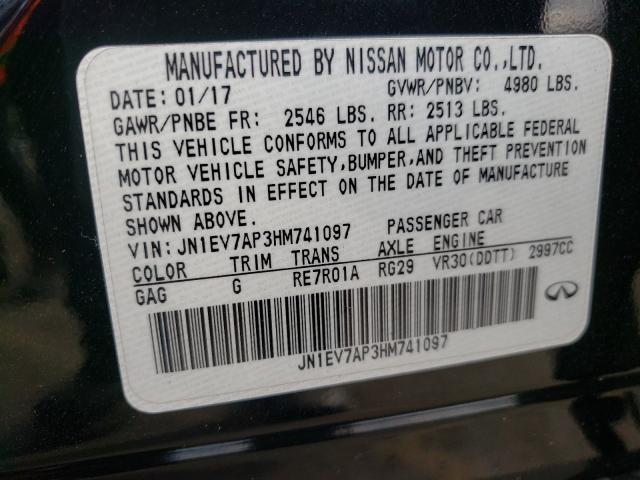 MANUFACTURED BY NISSAN MOTOR CO.,LTD.
DATE: 01/17 GVWR/PNBV: 4980 LBS.
GAWR/PNBE FR: 2546 LBS. RR: 2513 LBS.
THIS VEHICLE CONFORMS TO ALL APPLICABLE FEDERAL
MOTOR VEHICLE SAFETY,BUMPER,AND THEFT PREVENTION
STANDARDS IN EFFECT ON THE DATE OF MANUFACTURE
SHOWN ABOVE.
VIN: JN1EV7AP3HM741097 PASSENGER CAR
COLOR TRIM TRANS AXLE ENGINE
GAG G RE7R01A RG29 VR30(DDTT) 2997CC
JN1EV7AP3HM741097